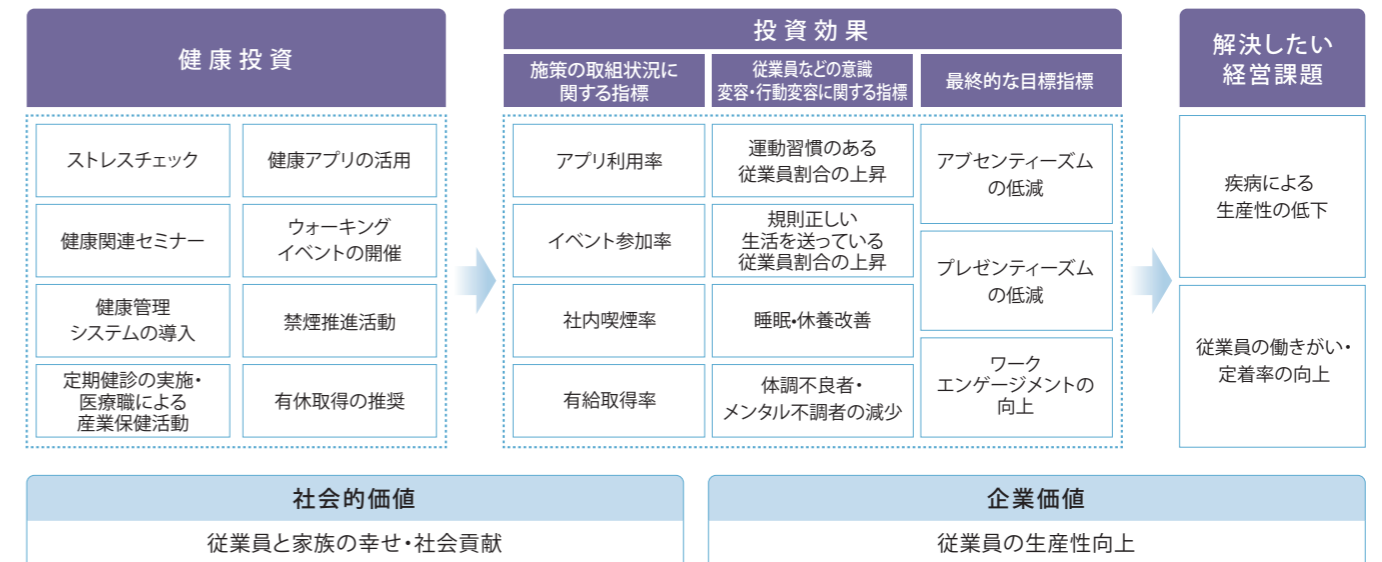 健康投資
ストレスチェック
健康アプリの活用
健康関連セミナー
ウォーキング
イベントの開催
健康管理
システムの導入
禁煙推進活動
定期健診の実施・
医療職による
産業保健活動
有休取得の推奨
投資効果
施策の取組状況に
関する指標
従業員などの意識
変容・行動変容に関する指標
最終的な目標指標
アプリ利用率
イベント参加率
社内喫煙率
有給取得率
運動習慣のある
従業員割合の上昇
規則正しい
生活を送っている
従業員割合の上昇
睡眠・休養改善
体調不良者・
メンタル不調者の減少
アブセンティーズム
の低減
プレゼンティーズム
の低減
ワーク
エンゲージメントの
向上
解決したい
経営課題
疾病による
生産性の低下
従業員の働きがい・
定着率の向上
社会的価値
従業員と家族の幸せ・社会貢献
企業価値
従業員の生産性向上